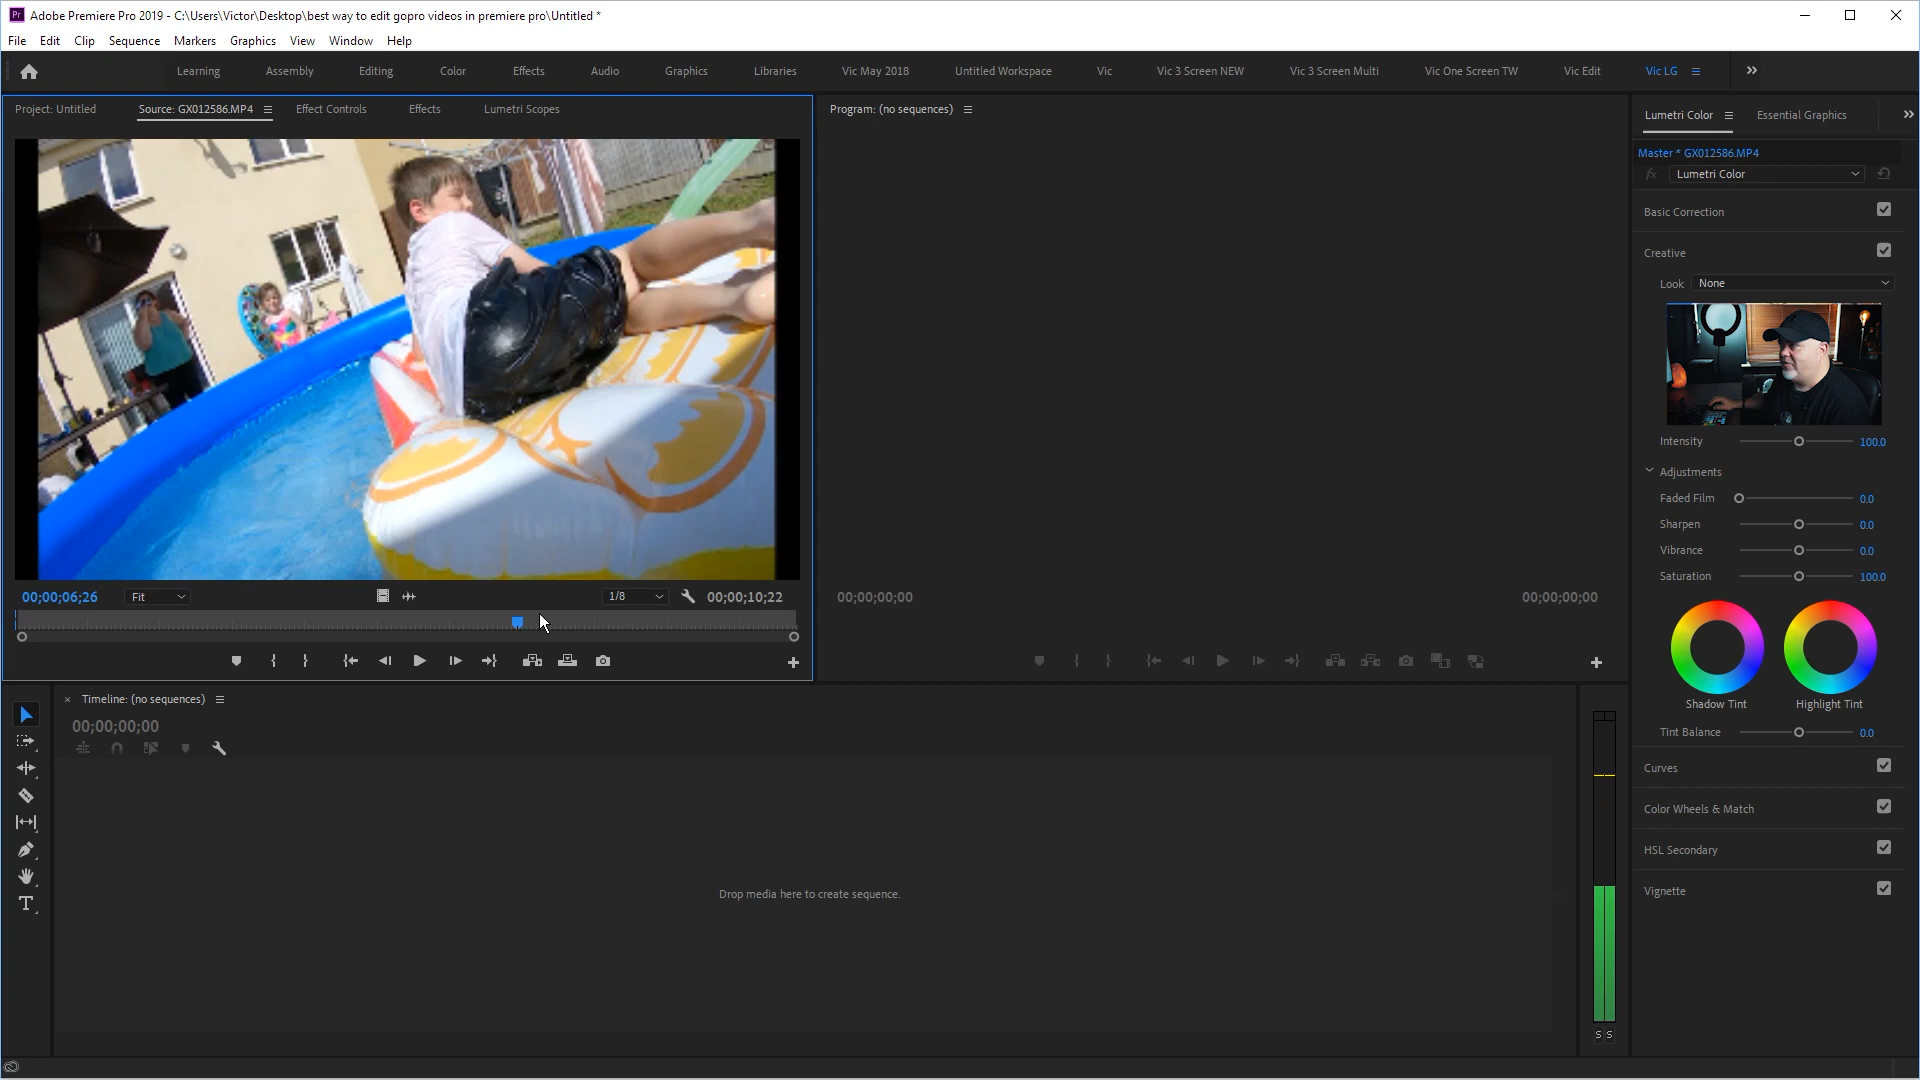 Adobe Premiere Pro 2019 - C:\Users\Victor\Desktop\best way to edit gopro videos in premiere pro\Untitled *
File Edit Clip Sequence Markers Graphics View Window Help
Learning Assembly Editing Color Effects Audio Graphics Libraries Vic May 2018 Untitled Workspace Vic Vic 3 Screen NEW Vic 3 Screen Multi Vic One Screen TW Vic Edit Vic LG
Project: Untitled Source: GX012586.MP4 Effect Controls Effects Lumetri Scopes
Program: (no sequences)
Lumetri Color Essential Graphics
Master * GX012586.MP4
fx Lumetri Color
Basic Correction
Creative
Look None
Intensity 100.0
Adjustments
Faded Film 0.0
Sharpen 0.0
Vibrance 0.0
Saturation 100.0
Shadow Tint Highlight Tint
Tint Balance 0.0
Curves
Color Wheels & Match
HSL Secondary
Vignette
00;00;06;26 Fit 1/8 00;00;10;22
00;00;00;00 00;00;00;00
Timeline: (no sequences)
00;00;00;00
Drop media here to create sequence.
S S